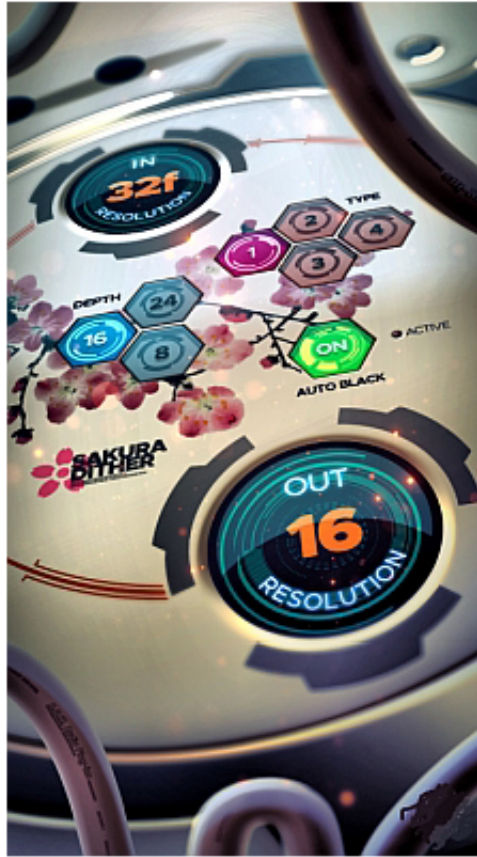 IN
32f
RESOLUTION
TYPE
2
4
1
3
DEPTH
24
16
8
ON
ACTIVE
AUTO BLACK
SAKURA
DITHER
OUT
16
RESOLUTION